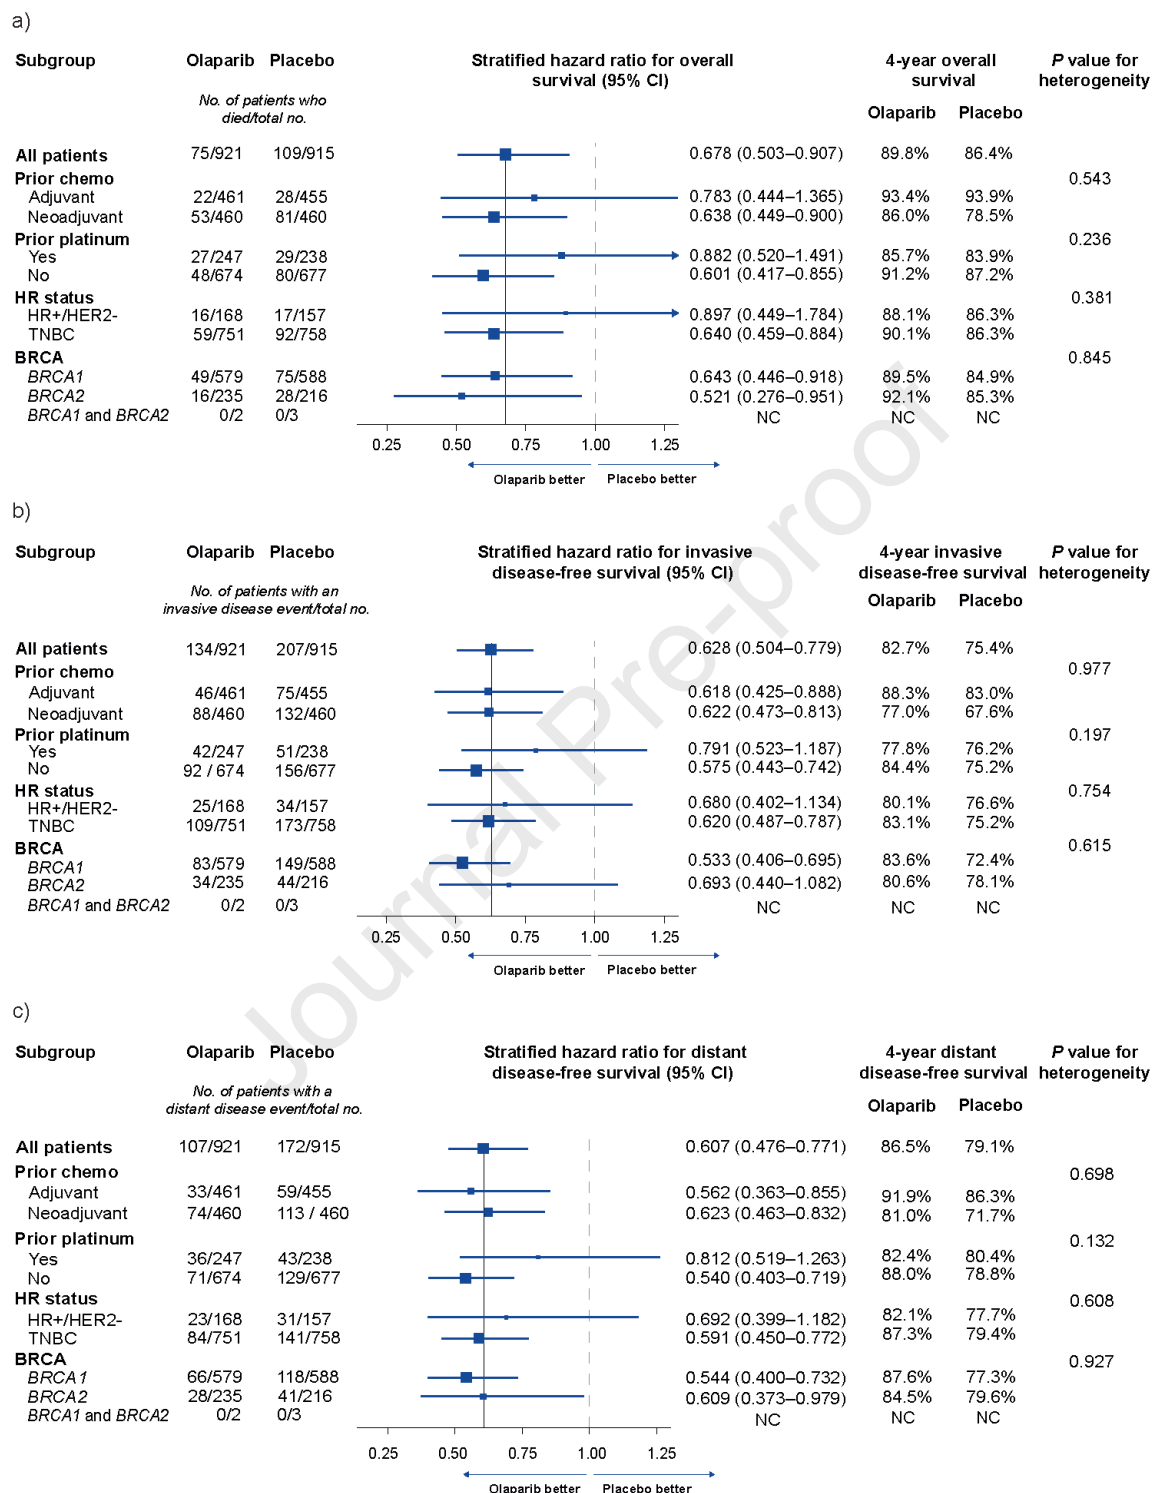 a)
Subgroup Olaparib Placebo Stratified hazard ratio for overall survival (95% CI) 4-year overall survival P value for heterogeneity
No. of patients who died/total no. Olaparib Placebo
All patients 75/921 109/915 0.678 (0.503–0.907) 89.8% 86.4%
Prior chemo 0.543
Adjuvant 22/461 28/455 0.783 (0.444–1.365) 93.4% 93.9%
Neoadjuvant 53/460 81/460 0.638 (0.449–0.900) 86.0% 78.5%
Prior platinum 0.236
Yes 27/247 29/238 0.882 (0.520–1.491) 85.7% 83.9%
No 48/674 80/677 0.601 (0.417–0.855) 91.2% 87.2%
HR status 0.381
HR+/HER2- 16/168 17/157 0.897 (0.449–1.784) 88.1% 86.3%
TNBC 59/751 92/758 0.640 (0.459–0.884) 90.1% 86.3%
BRCA 0.845
BRCA1 49/579 75/588 0.643 (0.446–0.918) 89.5% 84.9%
BRCA2 16/235 28/216 0.521 (0.276–0.951) 92.1% 85.3%
BRCA1 and BRCA2 0/2 0/3 NC NC NC
0.25 0.50 0.75 1.00 1.25
Olaparib better Placebo better
b)
Subgroup Olaparib Placebo Stratified hazard ratio for invasive disease-free survival (95% CI) 4-year invasive disease-free survival P value for heterogeneity
No. of patients with an invasive disease event/total no. Olaparib Placebo
All patients 134/921 207/915 0.628 (0.504–0.779) 82.7% 75.4%
Prior chemo 0.977
Adjuvant 46/461 75/455 0.618 (0.425–0.888) 88.3% 83.0%
Neoadjuvant 88/460 132/460 0.622 (0.473–0.813) 77.0% 67.6%
Prior platinum 0.197
Yes 42/247 51/238 0.791 (0.523–1.187) 77.8% 76.2%
No 92 / 674 156/677 0.575 (0.443–0.742) 84.4% 75.2%
HR status 0.754
HR+/HER2- 25/168 34/157 0.680 (0.402–1.134) 80.1% 76.6%
TNBC 109/751 173/758 0.620 (0.487–0.787) 83.1% 75.2%
BRCA 0.615
BRCA1 83/579 149/588 0.533 (0.406–0.695) 83.6% 72.4%
BRCA2 34/235 44/216 0.693 (0.440–1.082) 80.6% 78.1%
BRCA1 and BRCA2 0/2 0/3 NC NC NC
0.25 0.50 0.75 1.00 1.25
Olaparib better Placebo better
c)
Subgroup Olaparib Placebo Stratified hazard ratio for distant disease-free survival (95% CI) 4-year distant disease-free survival P value for heterogeneity
No. of patients with a distant disease event/total no. Olaparib Placebo
All patients 107/921 172/915 0.607 (0.476–0.771) 86.5% 79.1%
Prior chemo 0.698
Adjuvant 33/461 59/455 0.562 (0.363–0.855) 91.9% 86.3%
Neoadjuvant 74/460 113 / 460 0.623 (0.463–0.832) 81.0% 71.7%
Prior platinum 0.132
Yes 36/247 43/238 0.812 (0.519–1.263) 82.4% 80.4%
No 71/674 129/677 0.540 (0.403–0.719) 88.0% 78.8%
HR status 0.608
HR+/HER2- 23/168 31/157 0.692 (0.399–1.182) 82.1% 77.7%
TNBC 84/751 141/758 0.591 (0.450–0.772) 87.3% 79.4%
BRCA 0.927
BRCA1 66/579 118/588 0.544 (0.400–0.732) 87.6% 77.3%
BRCA2 28/235 41/216 0.609 (0.373–0.979) 84.5% 79.6%
BRCA1 and BRCA2 0/2 0/3 NC NC NC
0.25 0.50 0.75 1.00 1.25
Olaparib better Placebo better
Journal Pre-proof